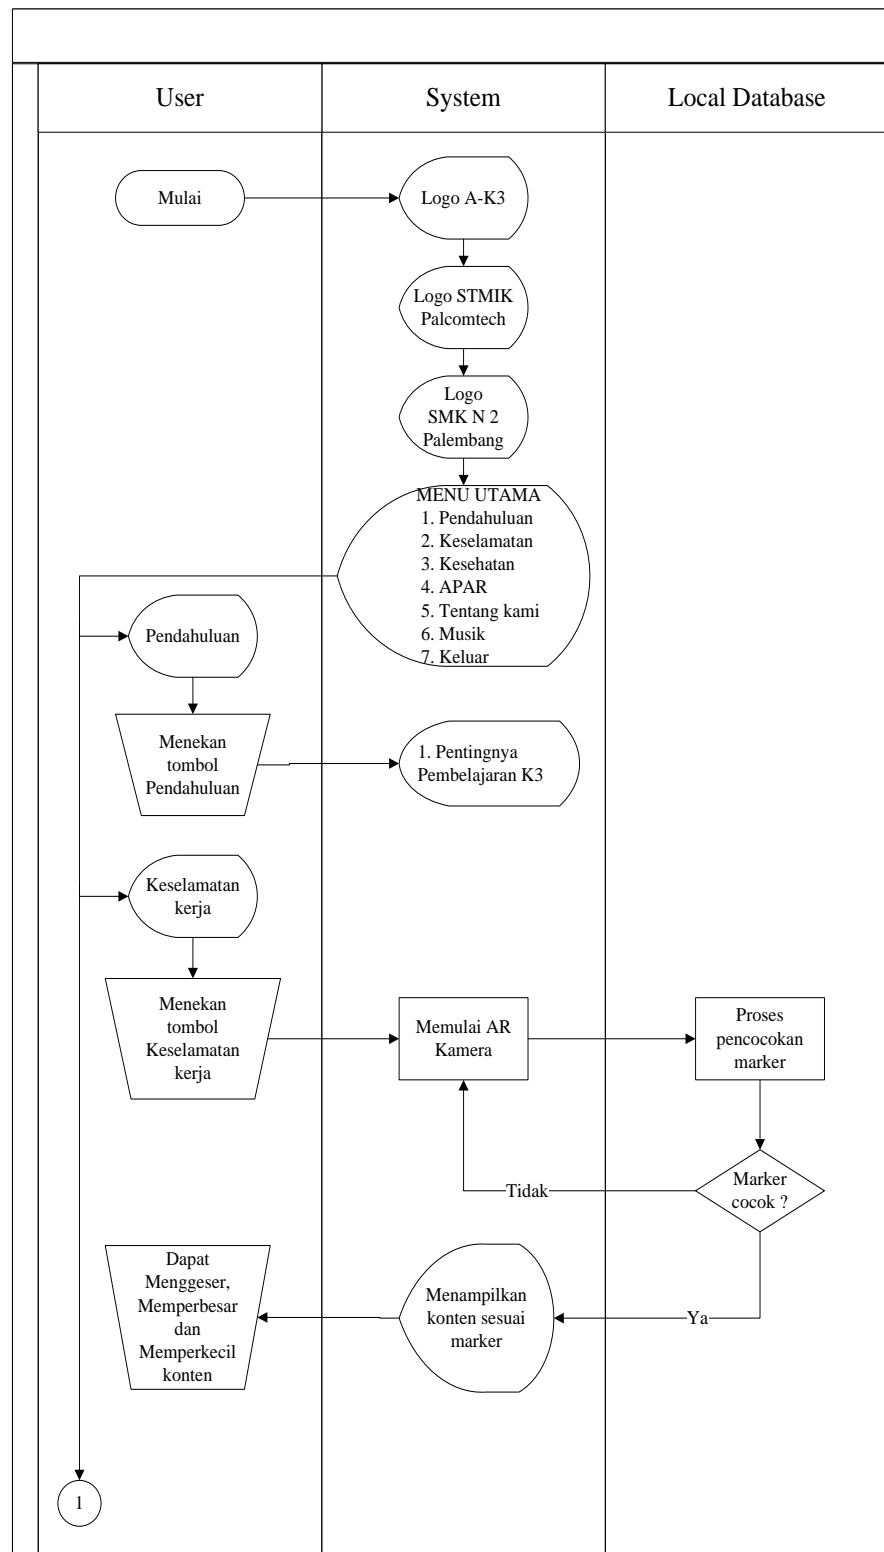 User
System
Local Database
Mulai
Logo A-K3
Logo STMIK
Palcomtech
Logo
SMK N 2
Palembang
MENU UTAMA
1. Pendahuluan
2. Keselamatan
3. Kesehatan
4. APAR
5. Tentang kami
6. Musik
7. Keluar
Pendahuluan
Menekan
tombol
Pendahuluan
1. Pentingnya
Pembelajaran K3
Keselamatan
kerja
Menekan
tombol
Keselamatan
kerja
Memulai AR
Kamera
Proses
pencocokan
marker
Marker
cocok ?
Tidak
Ya
Menampilkan
konten sesuai
marker
Dapat
Menggeser,
Memperbesar
dan
Memperkecil
konten
1